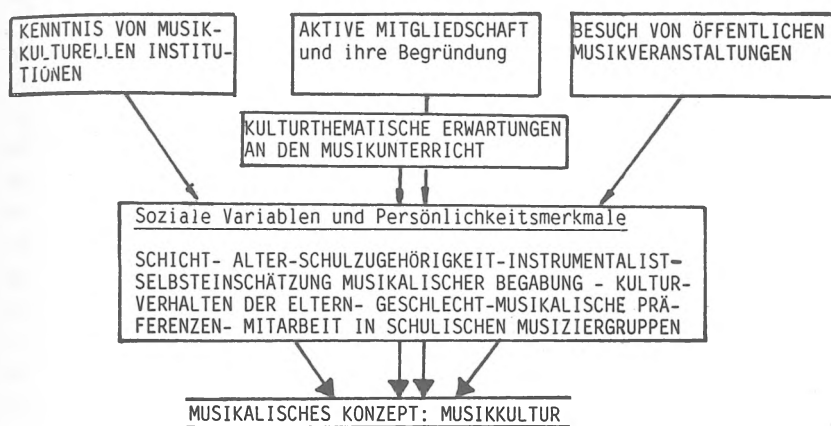 KENNTNIS VON MUSIK-
KULTURELLEN INSTITU-
TIONEN
AKTIVE MITGLIEDSCHAFT
und ihre Begründung
BESUCH VON ÖFFENTLICHEN
MUSIKVERANSTALTUNGEN
KULTURTHEMATISCHE ERWARTUNGEN
AN DEN MUSIKUNTERRICHT
Soziale Variablen und Persönlichkeitsmerkmale
SCHICHT- ALTER-SCHULZUGEHÖRIGKEIT-INSTRUMENTALIST-
SELBSTEINSCHÄTZUNG MUSIKALISCHER BEGABUNG - KULTUR-
VERHALTEN DER ELTERN- GESCHLECHT-MUSIKALISCHE PRÄ-
FERENZEN- MITARBEIT IN SCHULISCHEN MUSIZIERGRUPPEN
MUSIKALISCHES KONZEPT: MUSIKKULTUR